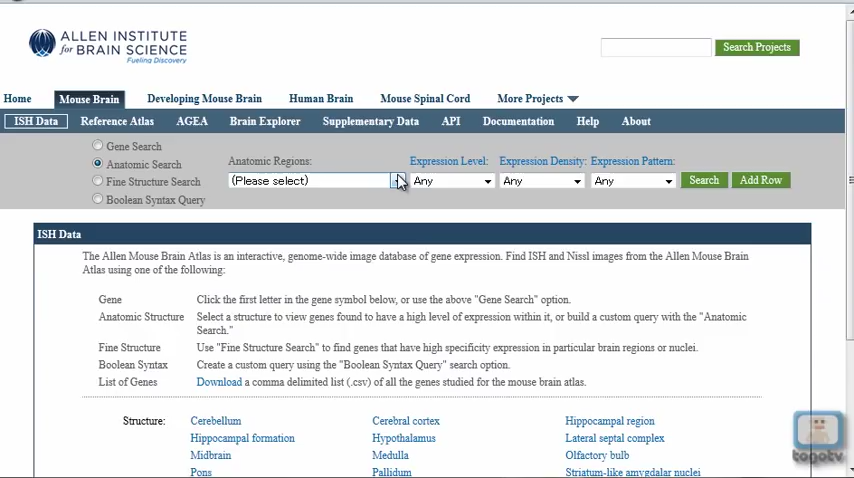 ALLEN INSTITUTE
for BRAIN SCIENCE
Fueling Discovery
Search Projects
Home Mouse Brain Developing Mouse Brain Human Brain Mouse Spinal Cord More Projects
ISH Data Reference Atlas AGEA Brain Explorer Supplementary Data API Documentation Help About
Gene Search
Anatomic Search
Fine Structure Search
Boolean Syntax Query
Anatomic Regions: Expression Level: Expression Density: Expression Pattern:
(Please select) Any Any Any Search Add Row
ISH Data
The Allen Mouse Brain Atlas is an interactive, genome-wide image database of gene expression. Find ISH and Nissl images from the Allen Mouse Brain
Atlas using one of the following:
Gene Click the first letter in the gene symbol below, or use the above "Gene Search" option.
Anatomic Structure Select a structure to view genes found to have a high level of expression within it, or build a custom query with the "Anatomic
Search."
Fine Structure Use "Fine Structure Search" to find genes that have high specificity expression in particular brain regions or nuclei.
Boolean Syntax Create a custom query using the "Boolean Syntax Query" search option.
List of Genes Download a comma delimited list (.csv) of all the genes studied for the mouse brain atlas.
Structure: Cerebellum Cerebral cortex Hippocampal region
Hippocampal formation Hypothalamus Lateral septal complex
Midbrain Medulla Olfactory bulb
Pons Pallidum Striatum-like amygdalar nuclei
togotv